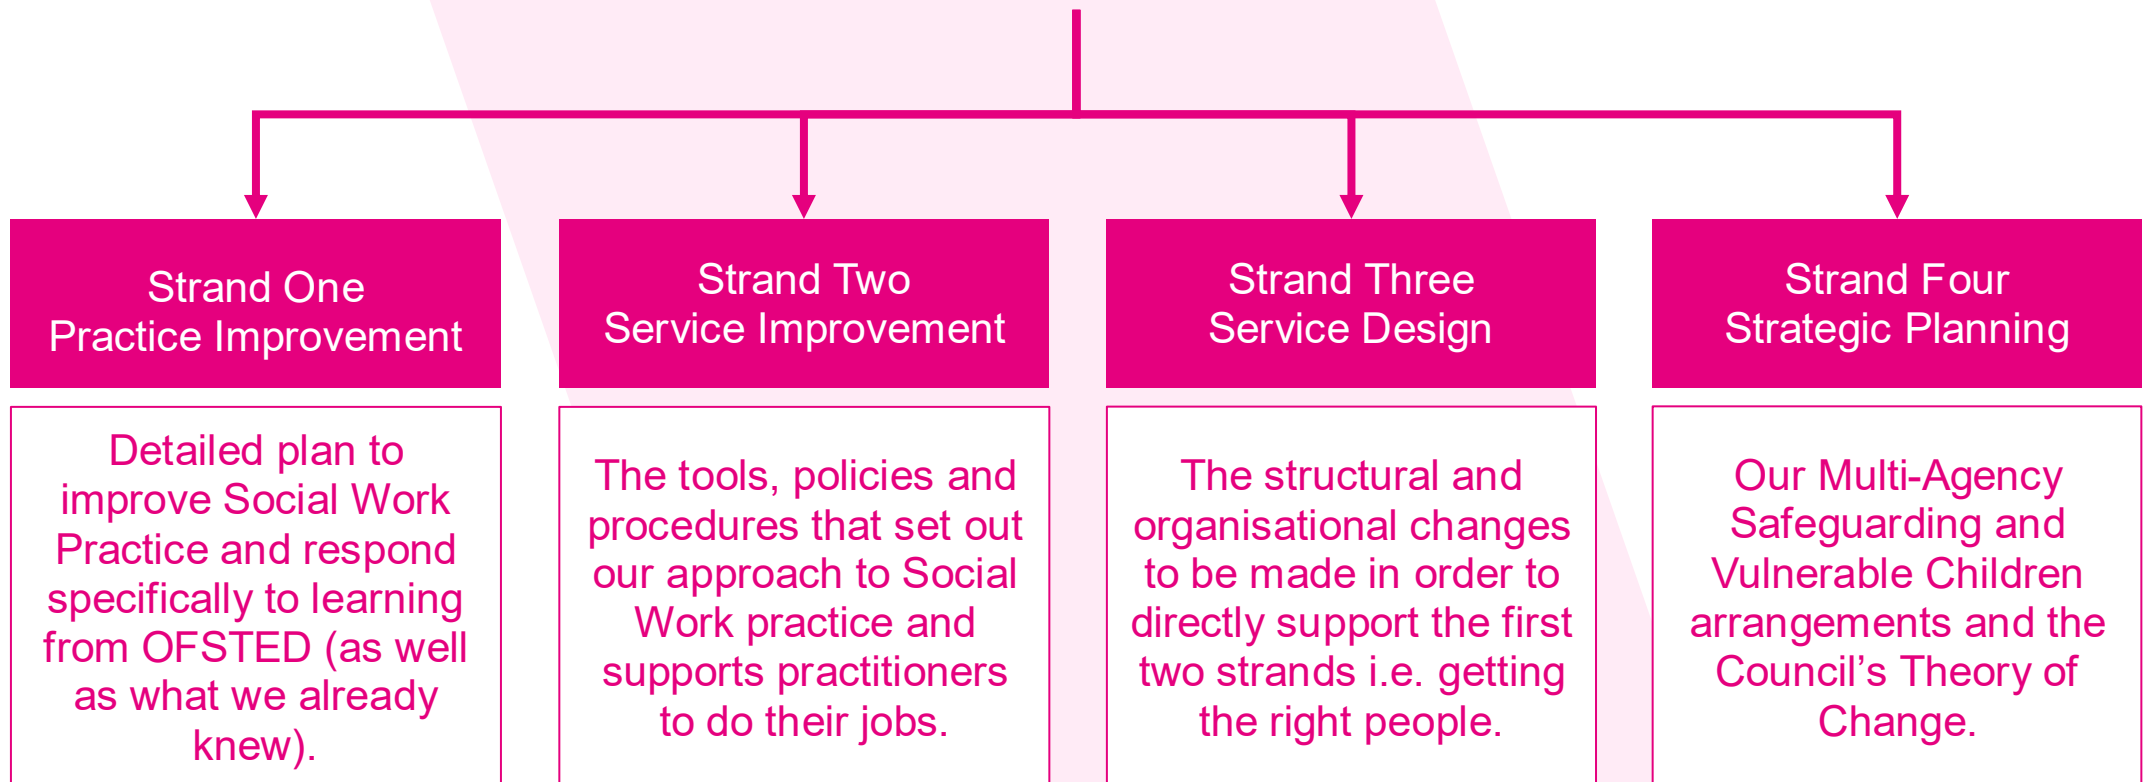 Strand One
Practice Improvement
Detailed plan to
improve Social Work
Practice and respond
specifically to learning
from OFSTED (as well
as what we already
knew).
Strand Two
Service Improvement
The tools, policies and
procedures that set out
our approach to Social
Work practice and
supports practitioners
to do their jobs.
Strand Three
Service Design
The structural and
organisational changes
to be made in order to
directly support the first
two strands i.e. getting
the right people.
Strand Four
Strategic Planning
Our Multi-Agency
Safeguarding and
Vulnerable Children
arrangements and the
Council’s Theory of
Change.